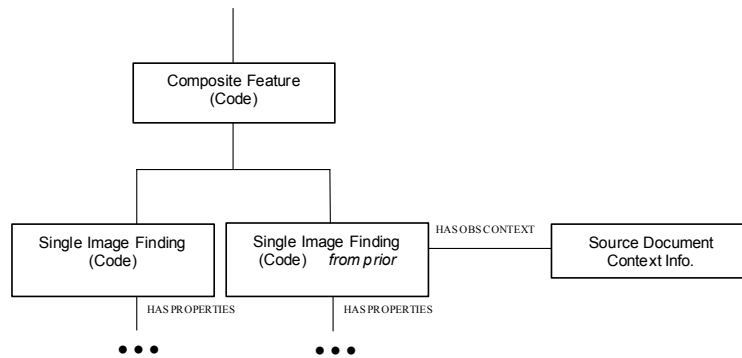 Composite Feature
(Code)
Single Image Finding
(Code)
Single Image Finding
(Code) from prior
HAS OBS CONTEXT
Source Document
Context Info.
HAS PROPERTIES
HAS PROPERTIES